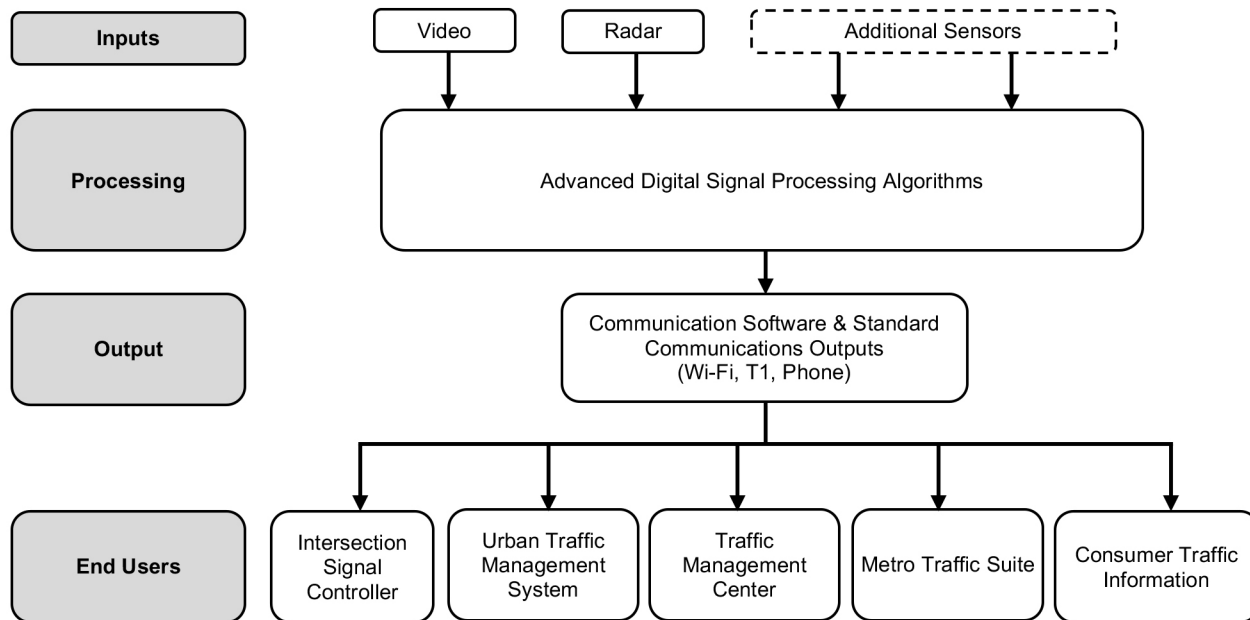 Inputs
Video
Radar
Additional Sensors
Processing
Advanced Digital Signal Processing Algorithms
Output
Communication Software & Standard
Communications Outputs
(Wi-Fi, T1, Phone)
End Users
Intersection
Signal
Controller
Urban Traffic
Management
System
Traffic
Management
Center
Metro Traffic Suite
Consumer Traffic
Information